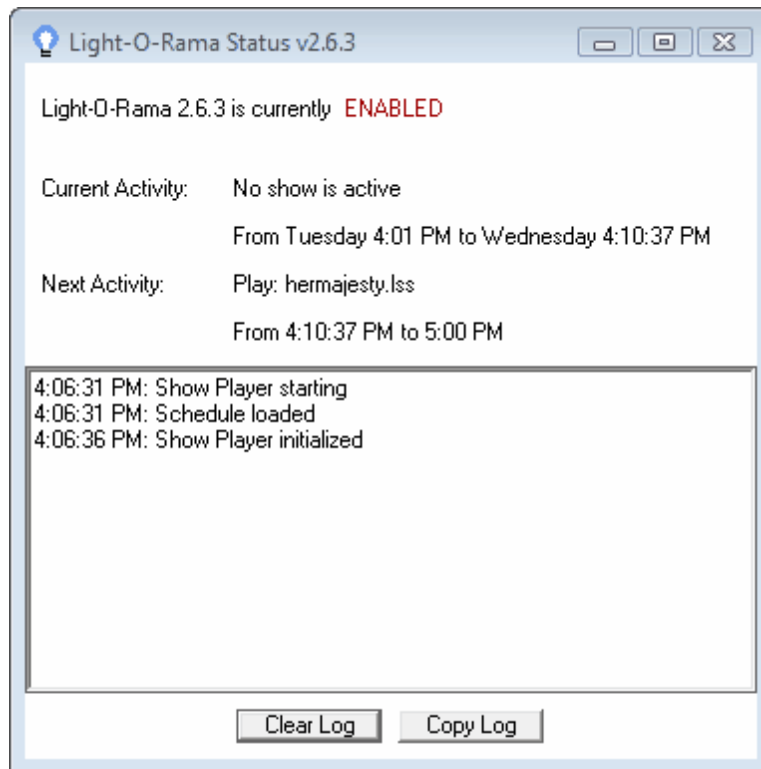 Light-O-Rama Status v2.6.3
Light-O-Rama 2.6.3 is currently ENABLED
Current Activity: No show is active
From Tuesday 4:01 PM to Wednesday 4:10:37 PM
Next Activity: Play: hermajesty.lss
From 4:10:37 PM to 5:00 PM
4:06:31 PM: Show Player starting
4:06:31 PM: Schedule loaded
4:06:36 PM: Show Player initialized
Clear Log Copy Log